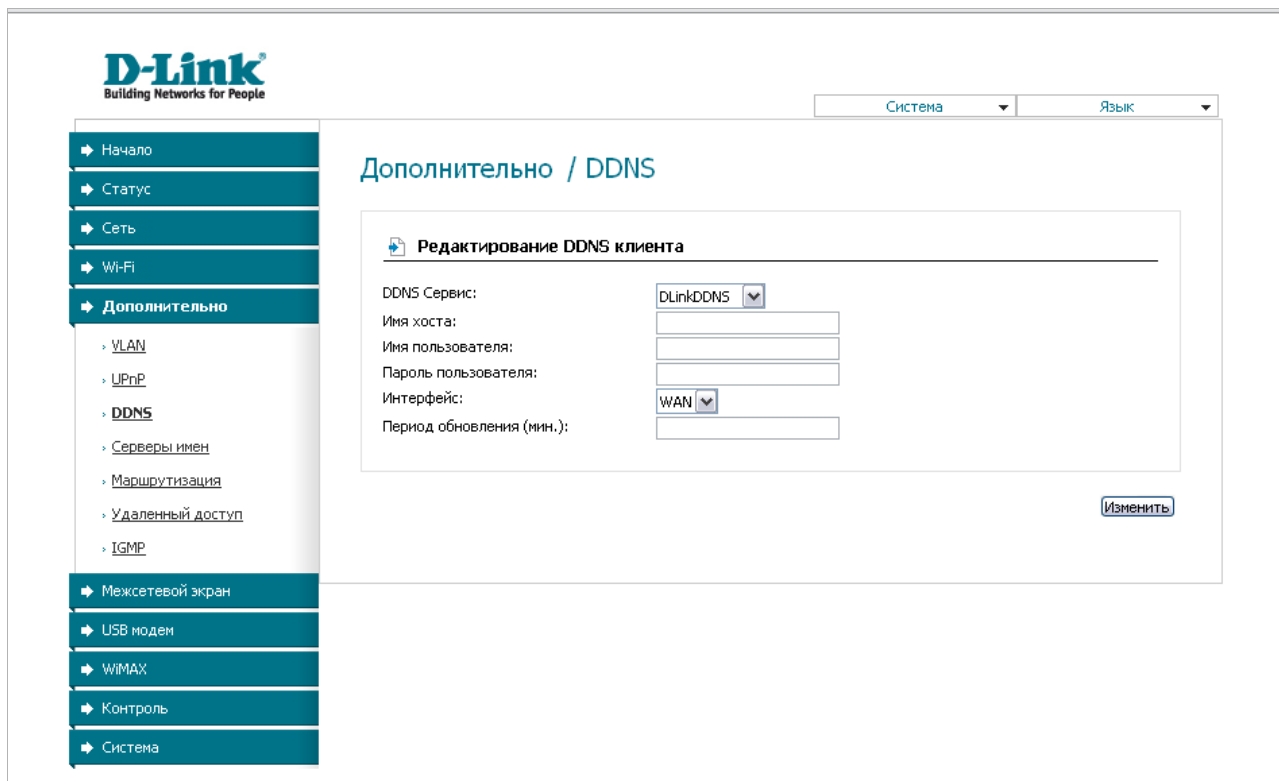 D-Link
Building Networks for People
Система
Язык
Начало
Статус
Сеть
Wi-Fi
Дополнительно
VLAN
UPnP
DDNS
Серверы имен
Маршрутизация
Удаленный доступ
IGMP
Межсетевой экран
USB модем
WiMAX
Контроль
Система
Дополнительно / DDNS
Редактирование DDNS клиента
DDNS Сервис: DLinkDDNS
Имя хоста:
Имя пользователя:
Пароль пользователя:
Интерфейс: WAN
Период обновления (мин.):
Изменить